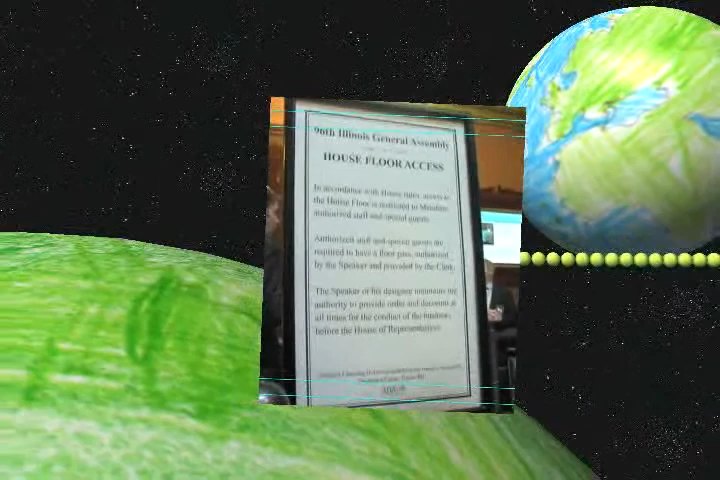 96th Illinois General Assembly
HOUSE FLOOR ACCESS
In accordance with House rules, access to
the House Floor is restricted to Members,
authorized staff and special guests.
Authorized staff and special guests are
required to have a floor pass, authorized
by the Speaker and provided by the Clerk.
The Speaker or his designee maintains the
authority to provide order and decorum at
all times for the conduct of the business
before the House of Representatives.